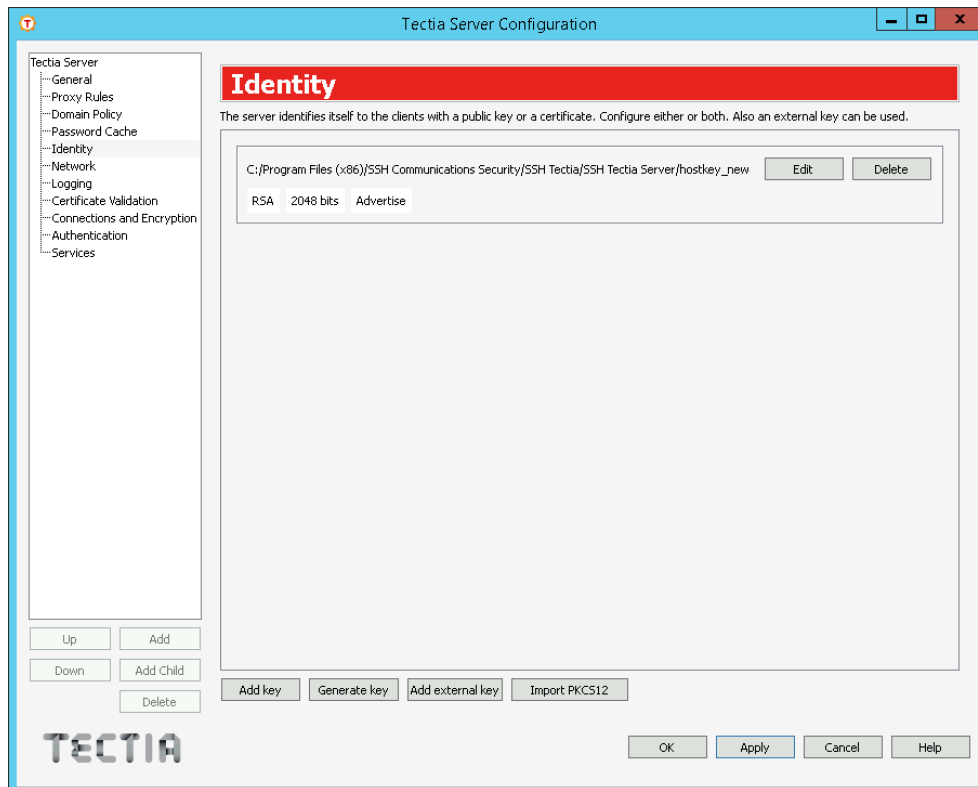 Tectia Server Configuration
Tectia Server
General
Proxy Rules
Domain Policy
Password Cache
Identity
Network
Logging
Certificate Validation
Connections and Encryption
Authentication
Services
Identity
The server identifies itself to the clients with a public key or a certificate. Configure either or both. Also an external key can be used.
C:/Program Files (x86)/SSH Communications Security/SSH Tectia/SSH Tectia Server/hostkey_new Edit Delete
RSA 2048 bits Advertise
Up Add
Down Add Child
Delete
Add key Generate key Add external key Import PKCS12
TECTIA
OK Apply Cancel Help